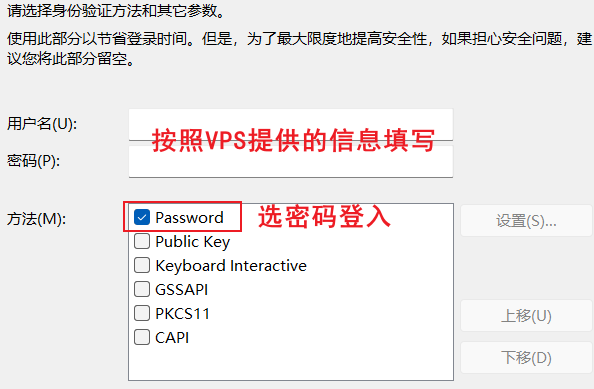 请选择身份验证方法和其它参数。
使用此部分以节省登录时间。但是，为了最大限度地提高安全性，如果担心安全问题，建
议您将此部分留空。
用户名(U):
按照VPS提供的信息填写
密码(P):
方法(M):
Password
选密码登入
设置(S)...
Public Key
Keyboard Interactive
GSSAPI
PKCS11
上移(U)
CAPI
下移(D)